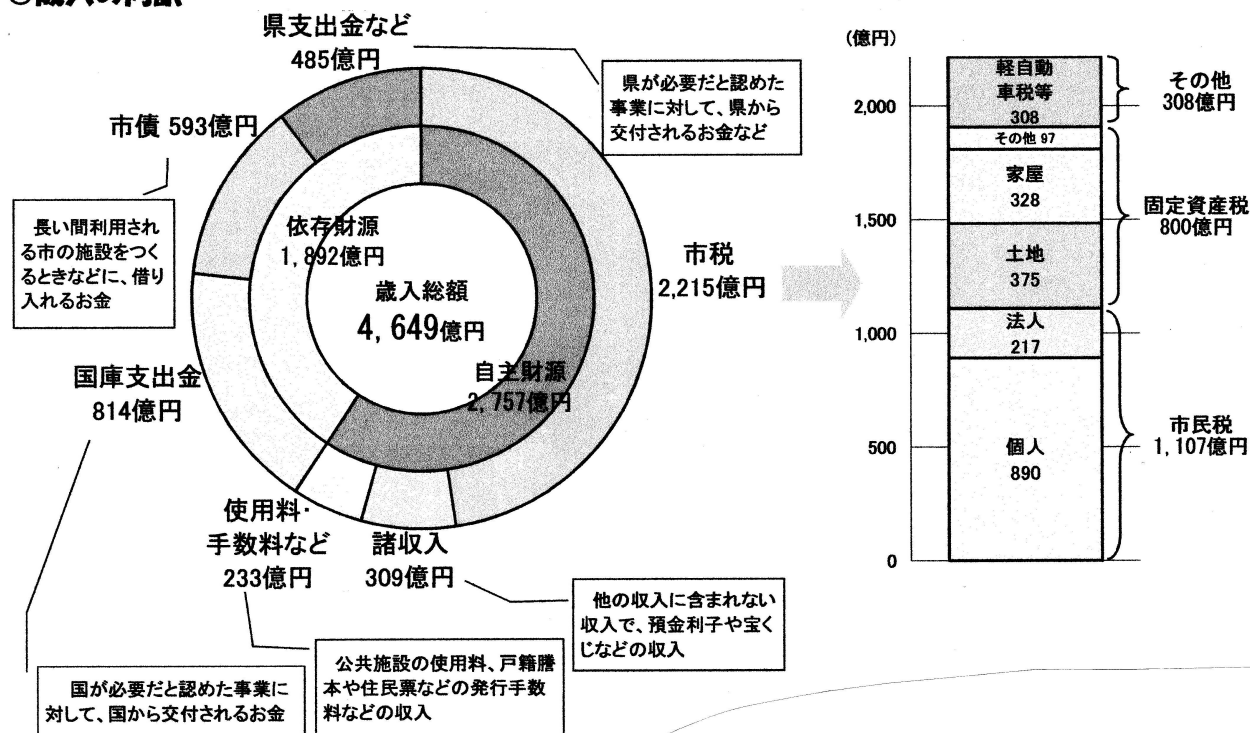 県支出金など
485億円
県が必要だと認めた
事業に対して、県から
交付されるお金など
市債 593億円
長い間利用され
る市の施設をつく
るときなどに、借り
入れるお金
依存財源
1,892億円
歳入総額
4,649億円
自主財源
2,757億円
市税
2,215億円
国庫支出金
814億円
使用料・
手数料など
233億円
諸収入
309億円
他の収入に含まれない
収入で、預金利子や宝く
じなどの収入
公共施設の使用料、戸籍謄
本や住民票などの発行手数
料などの収入
国が必要だと認めた事業に
対して、国から交付されるお金
(億円)
2,000
1,500
1,000
500
0
軽自動
車税等
308
その他 97
家屋
328
土地
375
法人
217
個人
890
その他
308億円
固定資産税
800億円
市民税
1,107億円